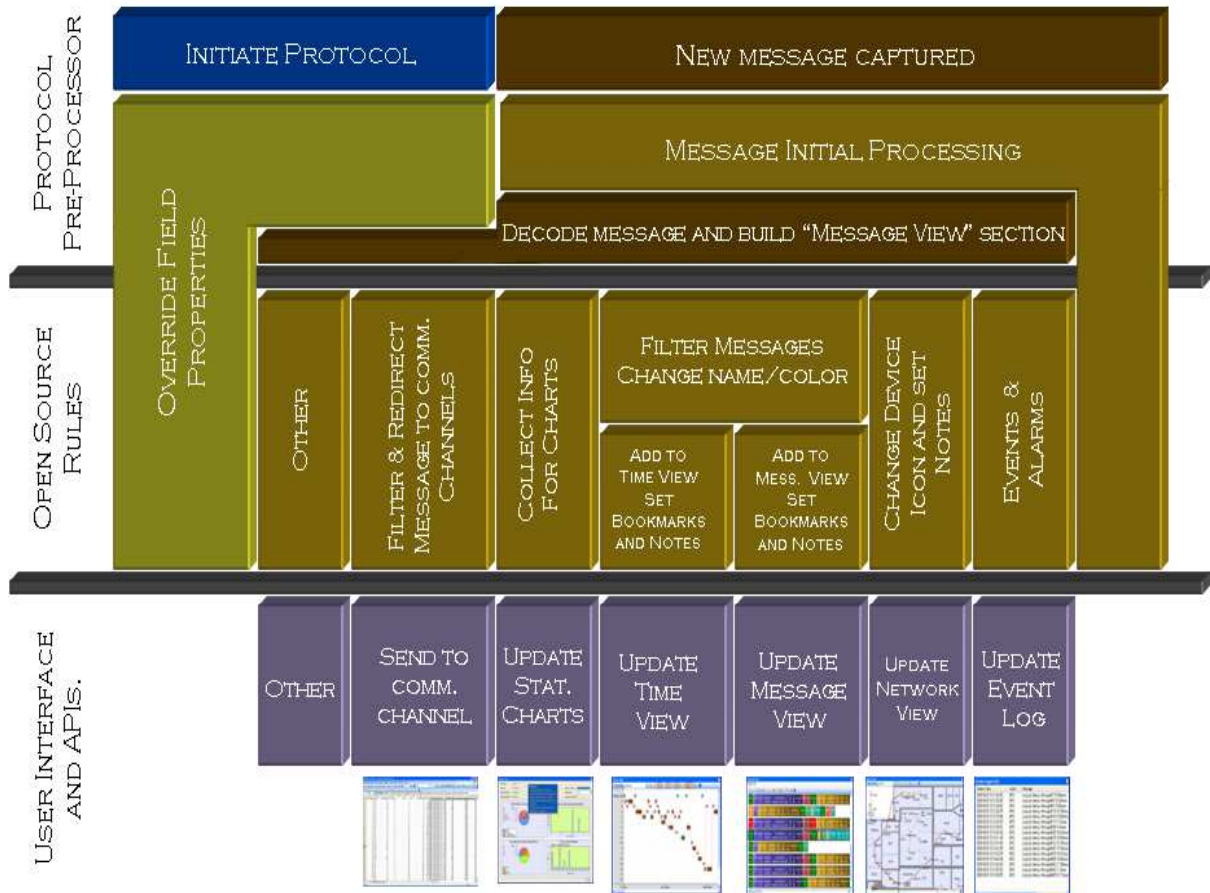 Protocol
Pre-Processor
Initiate Protocol
New message captured
Message Initial Processing
Override Field
Properties
Decode message and build “Message View” section
Open Source
Rules
Other
Filter & Redirect
Message to comm.
Channels
Collect Info
For Charts
Filter Messages
Change name/color
Add to
Time View
Set
Bookmarks
and Notes
Add to
Mess. View
Set
Bookmarks
and Notes
Change Device
Icon and set
Notes
Events &
Alarms
User Interface
and APIs.
Other
Send to
comm.
channel
Update
Stat.
Charts
Update
Time
View
Update
Message
View
Update
Network
View
Update
Event
Log